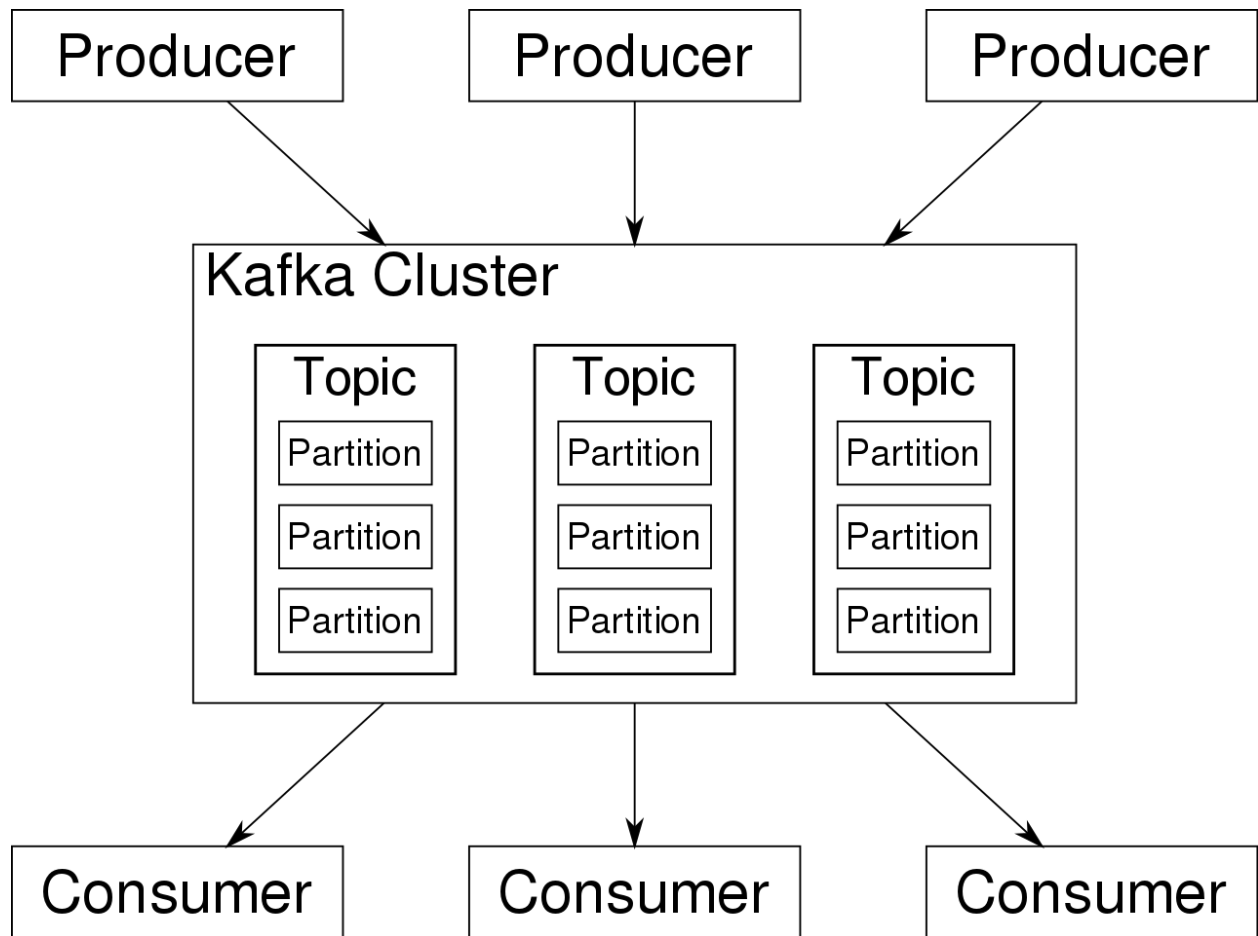 Producer Producer Producer
Kafka Cluster
Topic Topic Topic
Partition Partition Partition
Partition Partition Partition
Partition Partition Partition
Consumer Consumer Consumer